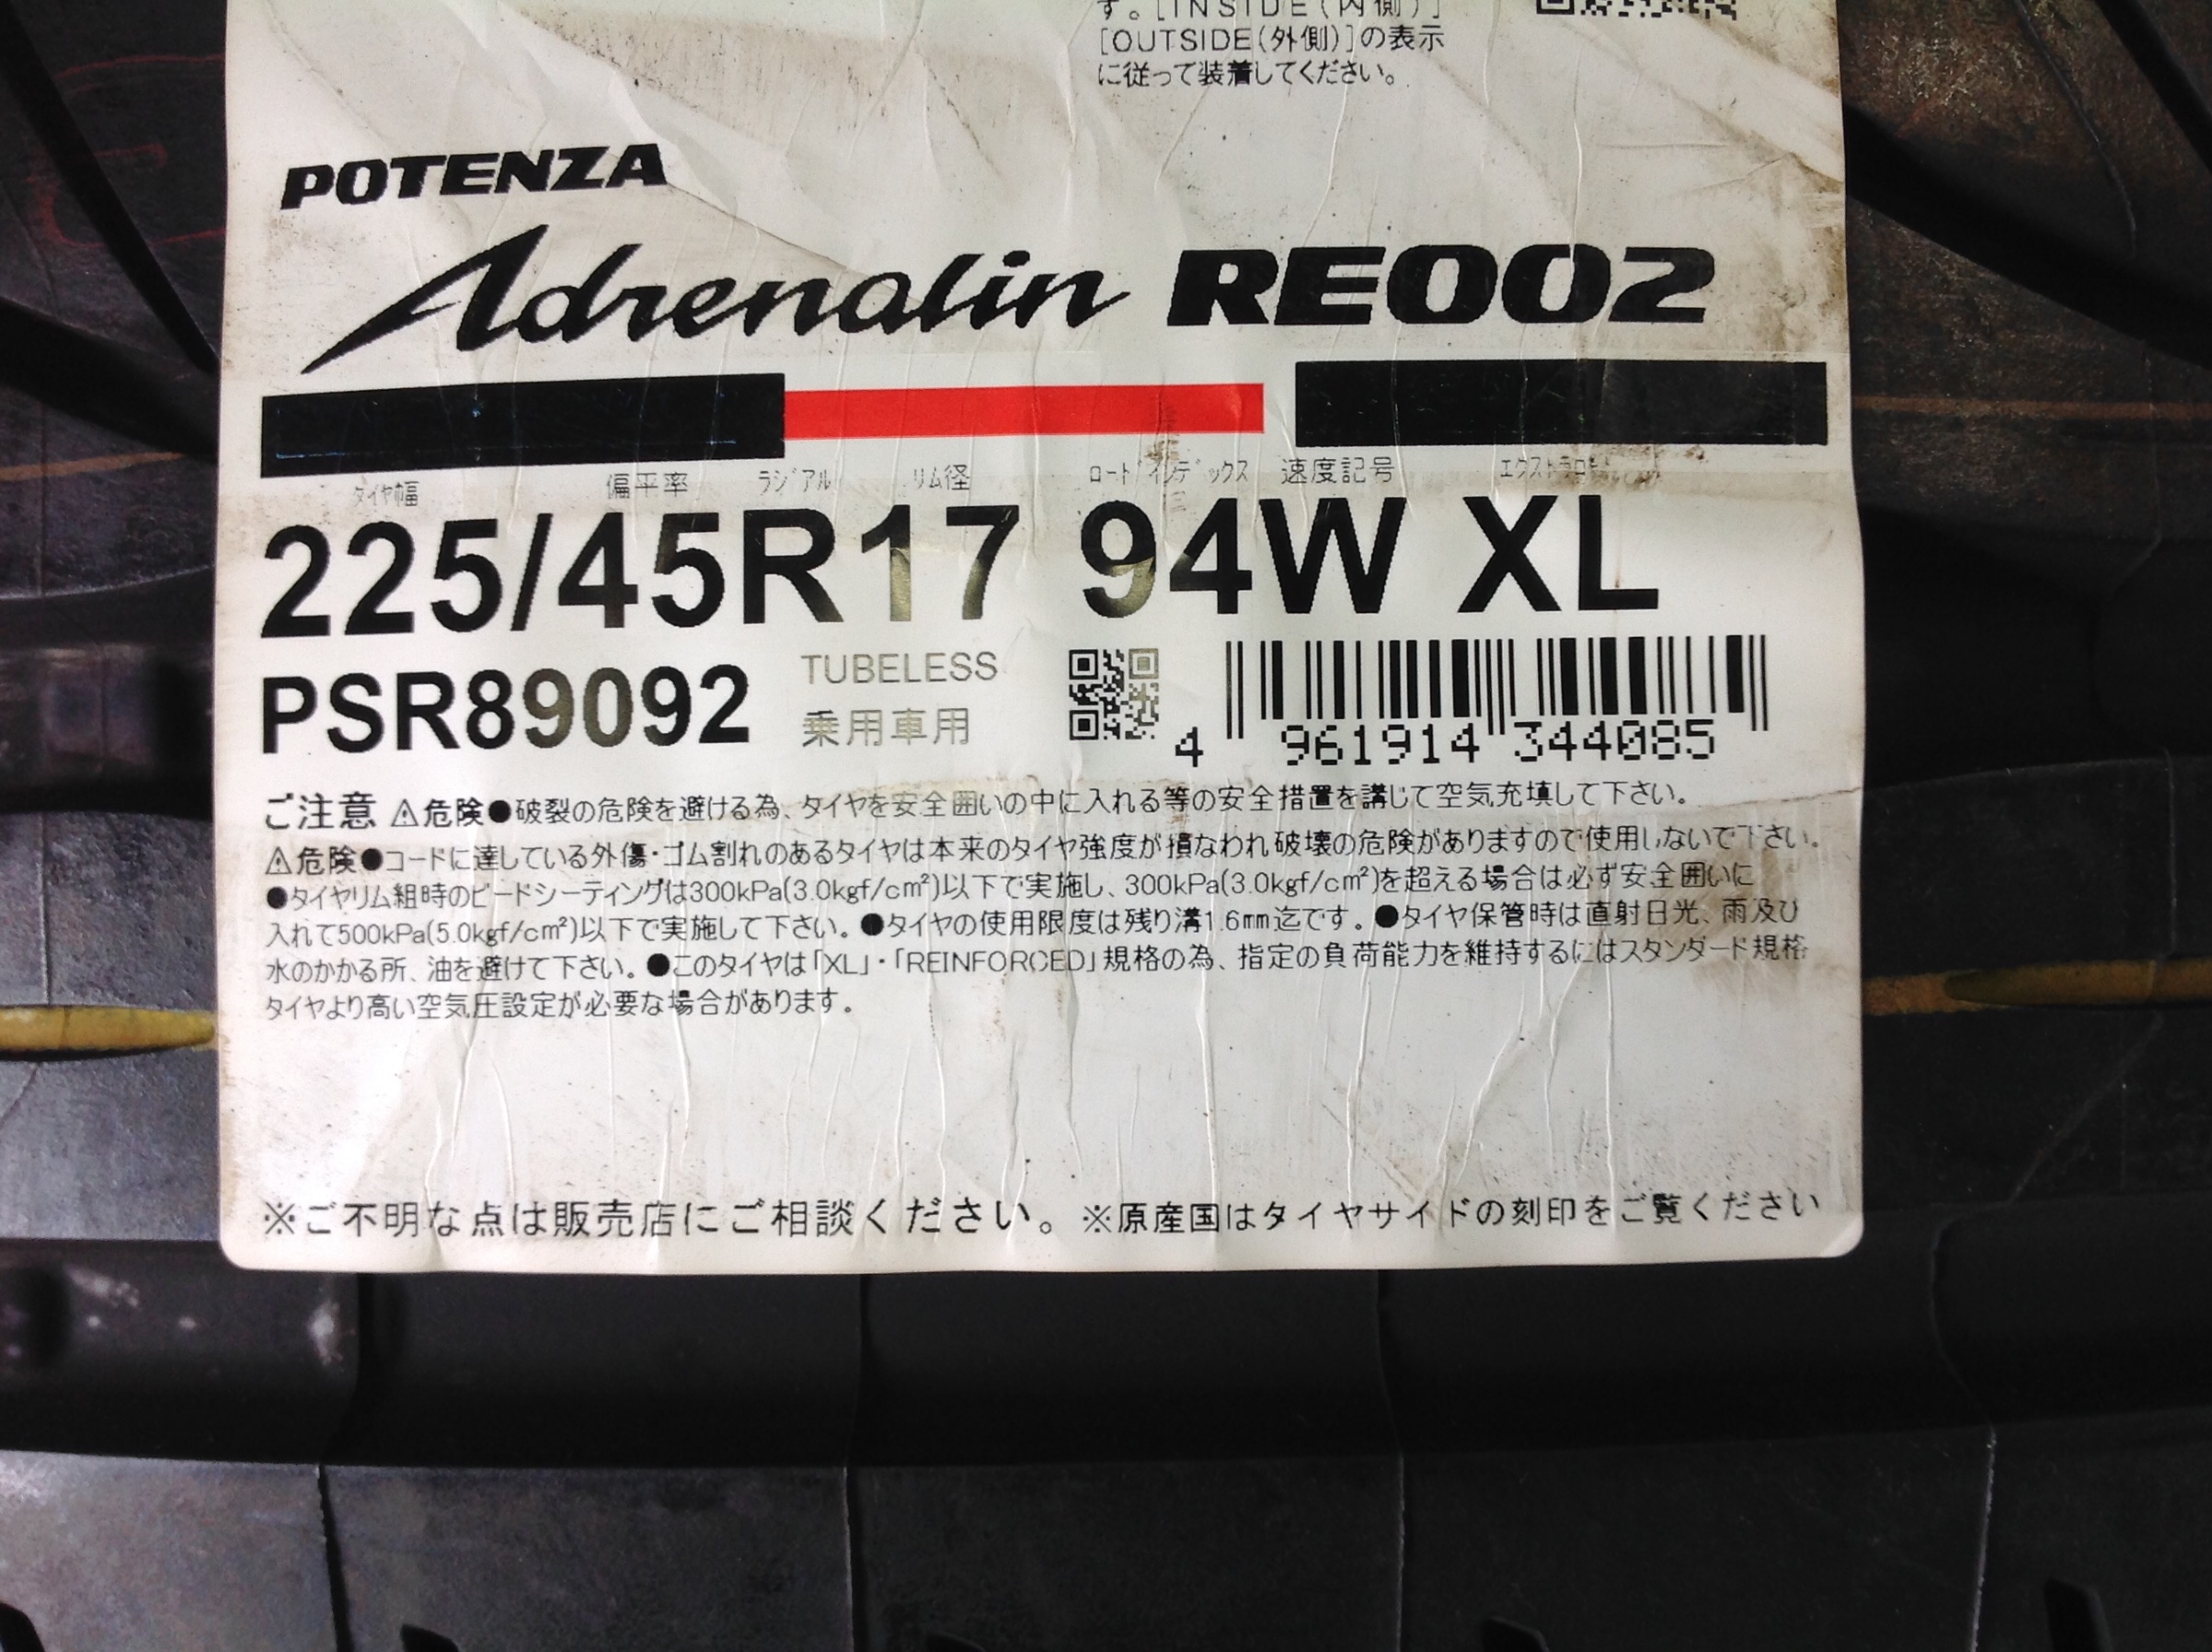 す。[INSIDE(内側)]
[OUTSIDE(外側)]の表示
に従って装着してください。
POTENZA
Adrenalin RE002
タイヤ幅 偏平率 ラジアル リム径 ロードインデックス 速度記号
225/45R17 94W XL
PSR89092 TUBELESS
乗用車用
4 961914 344085
ご注意 ⚠危険●破裂の危険を避ける為、タイヤを安全囲いの中に入れる等の安全措置を講じて空気充填して下さい。
⚠危険●コードに達している外傷・ゴム割れのあるタイヤは本来のタイヤ強度が損なわれ破壊の危険がありますので使用しないで下さい。
●タイヤリム組時のビードシーティングは300kPa(3.0kgf/cm²)以下で実施し、300kPa(3.0kgf/cm²)を超える場合は必ず安全囲いに
入れて500kPa(5.0kgf/cm²)以下で実施して下さい。●タイヤの使用限度は残り溝1.6mm迄です。●タイヤ保管時は直射日光、雨及び
水のかかる所、油を避けて下さい。●このタイヤは「XL」・「REINFORCED」規格の為、指定の負荷能力を維持するにはスタンダード規格
タイヤより高い空気圧設定が必要な場合があります。
※ご不明な点は販売店にご相談ください。※原産国はタイヤサイドの刻印をご覧ください